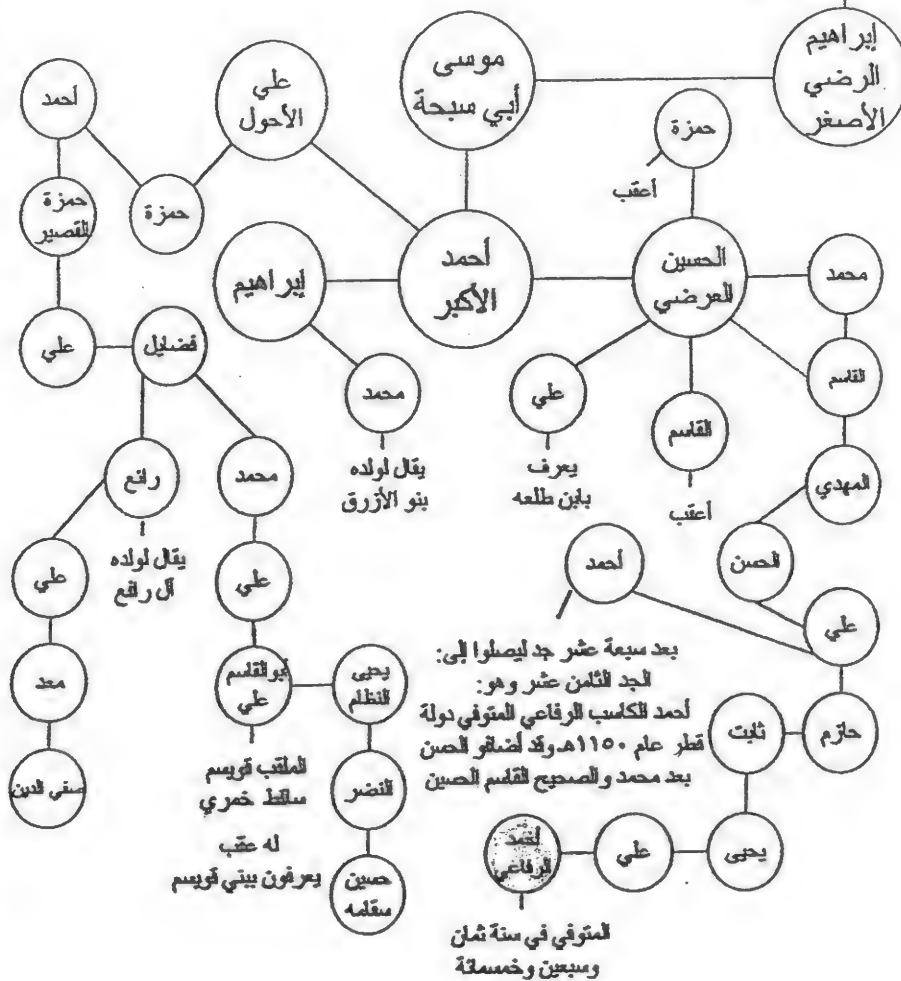 إبراهيم
الرضي
الأصغر
موسى
أبي سبحة
علي
الأحول
أحمد
حمزة
أعقب
حمزة
القصير
حمزة
أحمد
الأكبر
الحسين
العرضي
محمد
إبراهيم
علي
فضايل
محمد
علي
القاسم
القاسم
يقال لولده
بنو الأزرق
يعرف
بابن طلعه
أعقب
المهدي
رافع
محمد
يقال لولده
آل رافع
علي
علي
أحمد
الحسن
علي
بعد سبعة عشر جد ليصلوا إلى:
الجد الثامن عشر وهو:
أحمد الكاسب الرفاعي المتوفي دولة
قطر عام ١١٥٠هـ وقد أضافو الحسن
بعد محمد والصحيح القاسم الحسين
معد
أبوالقاسم
علي
يحيى
النظام
ثابت
حازم
صفي الدين
الملقب قويسم
ساقط خمري
النضر
له عقب
يعرفون ببني قويسم
حسين
سقامه
أحمد
الرفاعي
علي
يحيى
المتوفي في سنة ثمان
وسبعين وخمسمائة